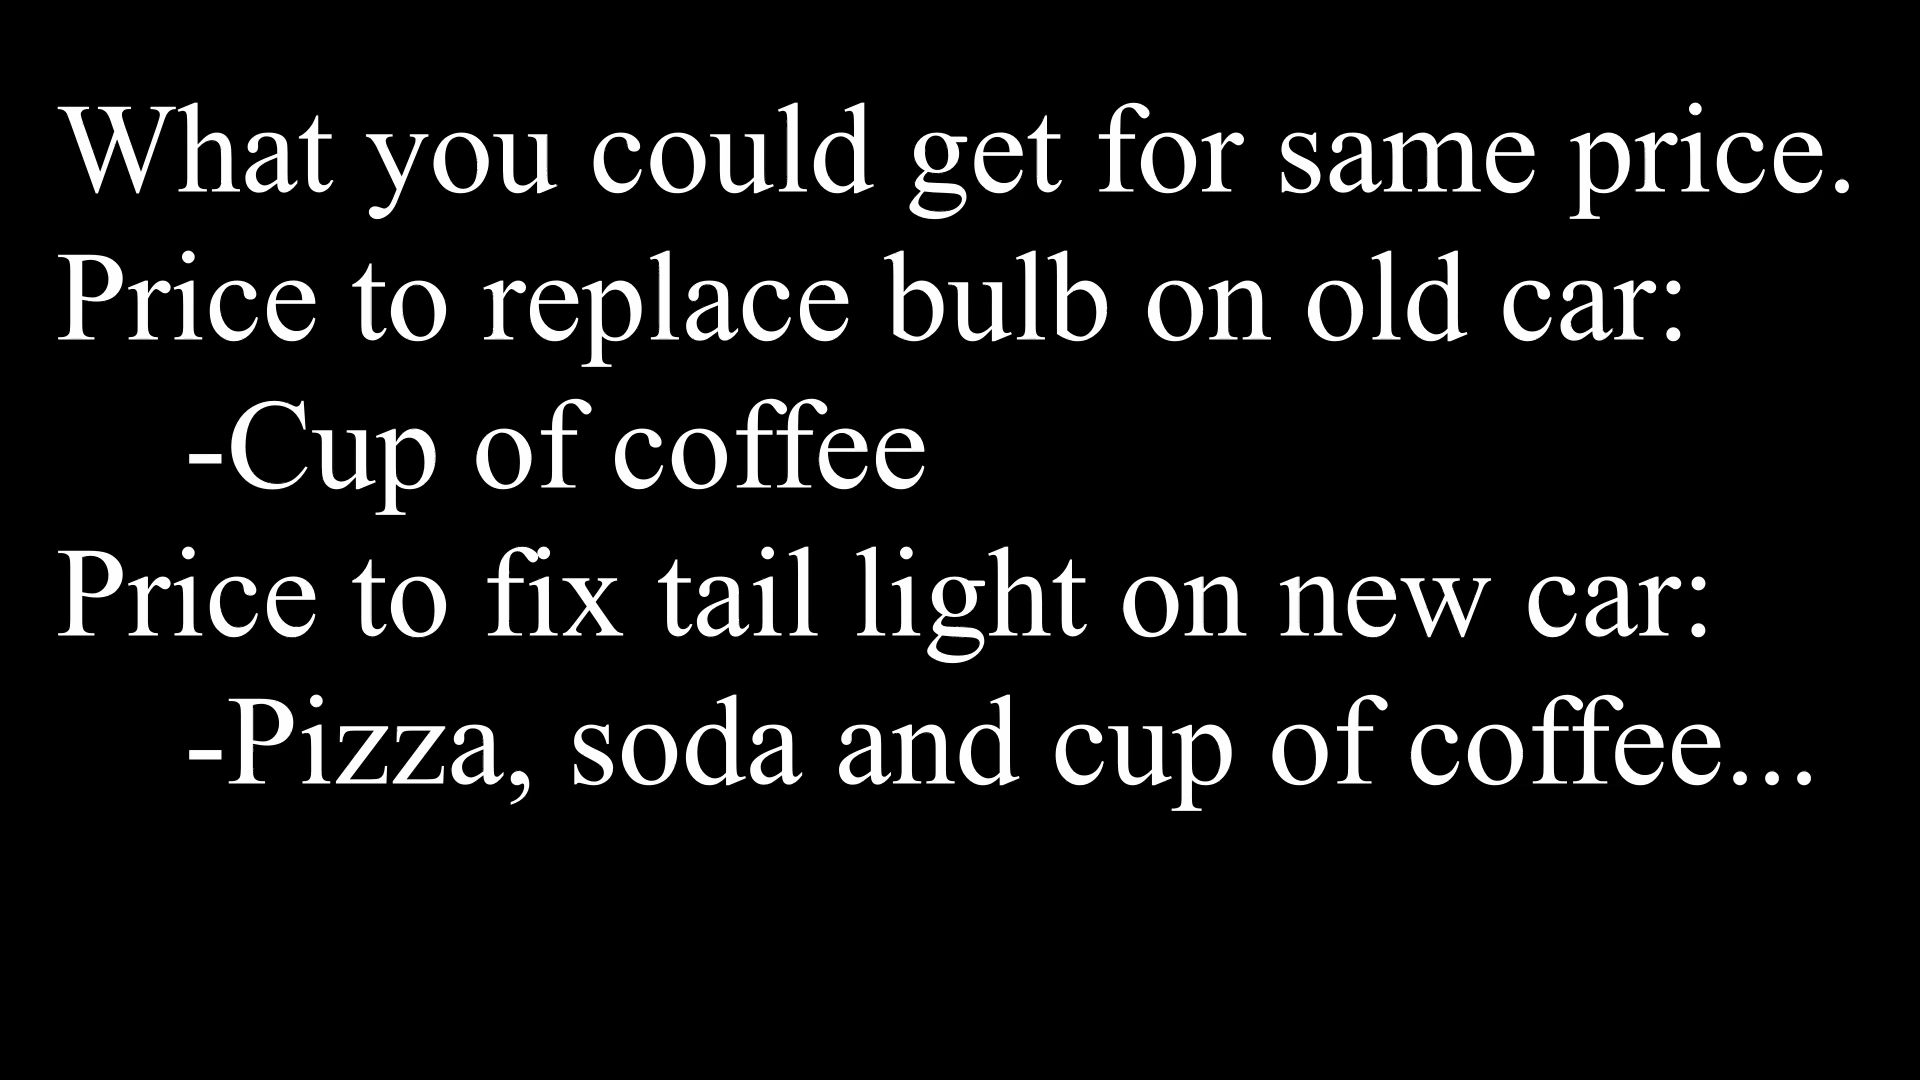 What you could get for same price.
Price to replace bulb on old car:
-Cup of coffee
Price to fix tail light on new car:
-Pizza, soda and cup of coffee...